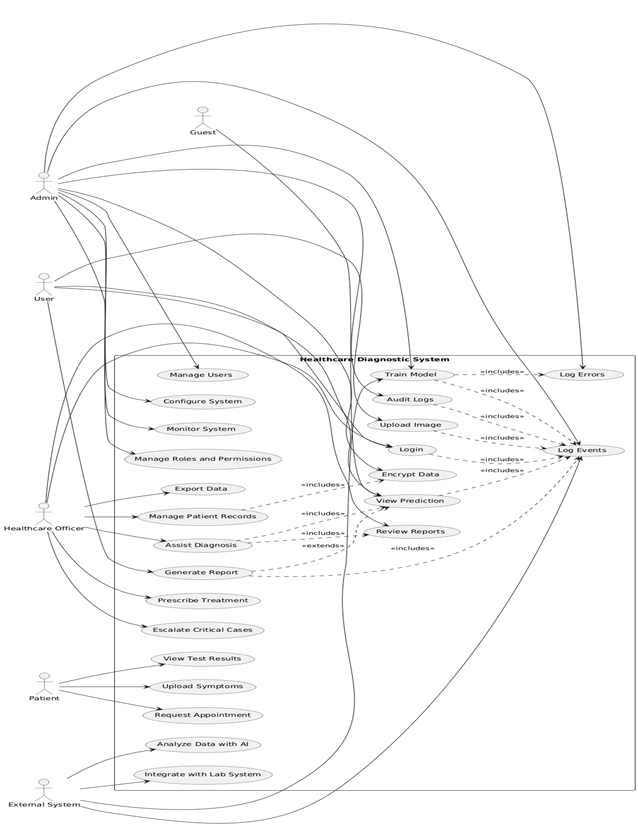 Guest
Admin
User
Healthcare Diagnostic System
Manage Users
Train Model
«includes»
Log Errors
Configure System
Audit Logs
«includes»
Monitor System
Upload Image
«includes»
Manage Roles and Permissions
Login
«includes»
Log Events
«includes»
Export Data
Encrypt Data
«includes»
Healthcare Officer
Manage Patient Records
«includes»
View Prediction
Assist Diagnosis
«includes»
Review Reports
«includes»
Generate Report
«extends»
«includes»
Prescribe Treatment
Escalate Critical Cases
View Test Results
Patient
Upload Symptoms
Request Appointment
Analyze Data with AI
External System
Integrate with Lab System